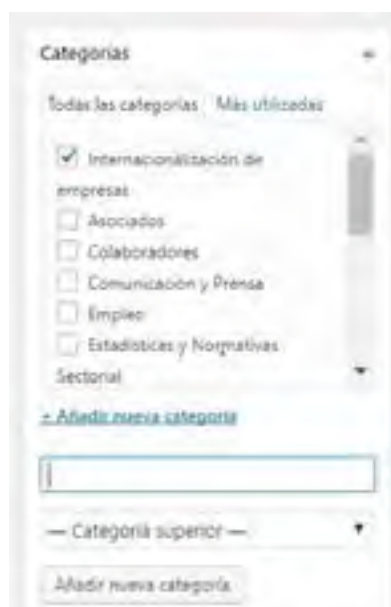 Categorías
Todas las categorías Más utilizadas
Internacionalización de
empresas
Asociados
Colaboradores
Comunicación y Prensa
Empleo
Estadísticas y Normativas
Sectorial
+ Añadir nueva categoría
— Categoría superior —
Añadir nueva categoría